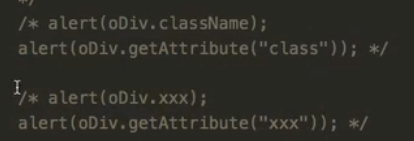 */
/* alert(oDiv.className);
alert(oDiv.getAttribute("class")); */
/* alert(oDiv.xxx);
alert(oDiv.getAttribute("xxx")); */